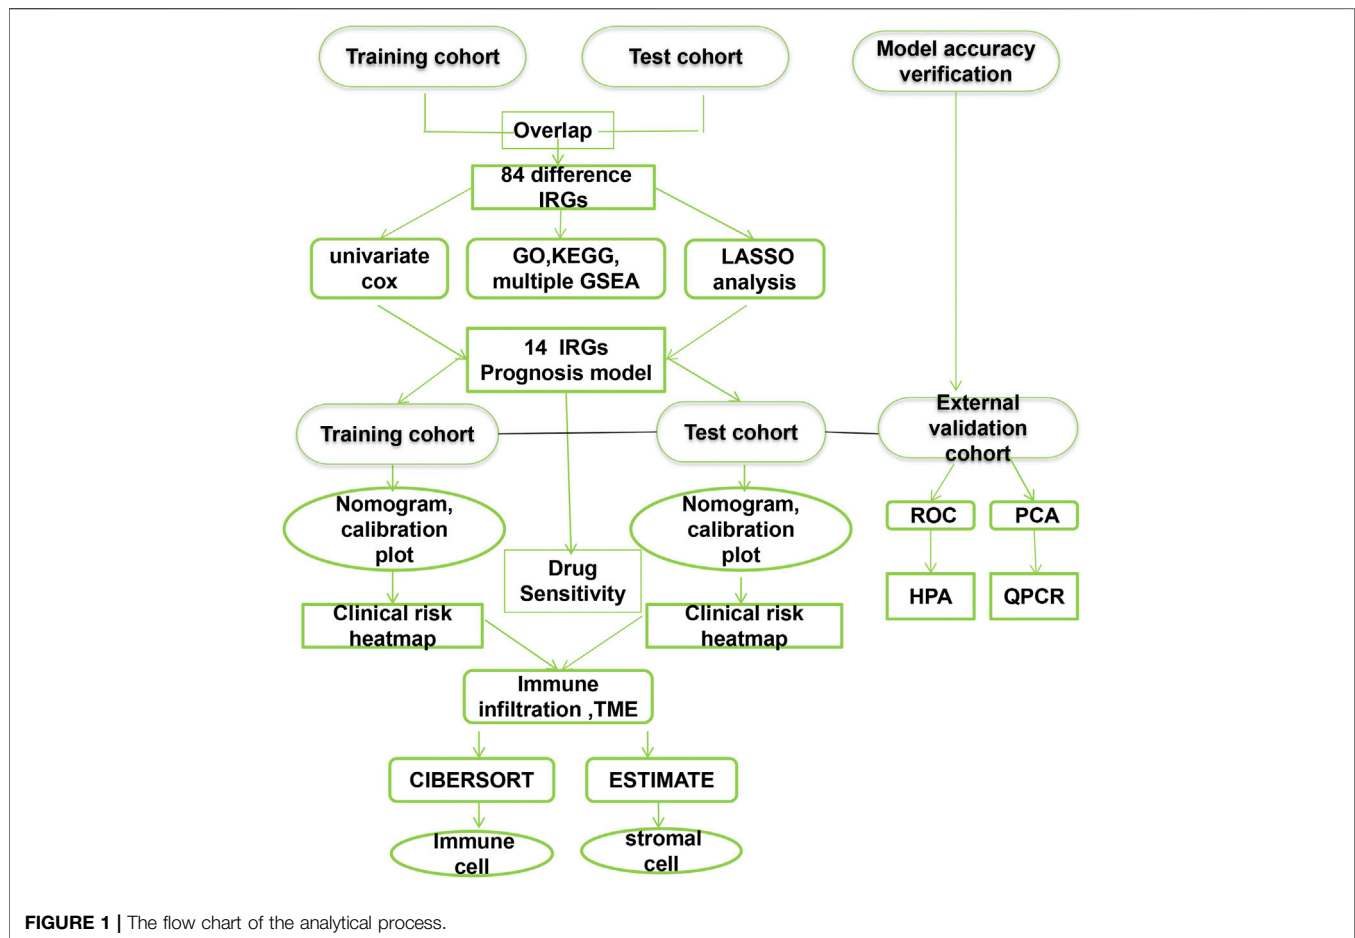 Training cohort
Test cohort
Model accuracy
verification
Overlap
84 difference
IRGs
univariate
cox
GO,KEGG,
multiple GSEA
LASSO
analysis
14 IRGs
Prognosis model
Training cohort
Test cohort
External
validation
cohort
Nomogram,
calibration
plot
Nomogram,
calibration
plot
ROC
PCA
Drug
Sensitivity
HPA
QPCR
Clinical risk
heatmap
Clinical risk
heatmap
Immune
infiltration ,TME
CIBERSORT
ESTIMATE
Immune
cell
stromal
cell
FIGURE 1 | The flow chart of the analytical process.